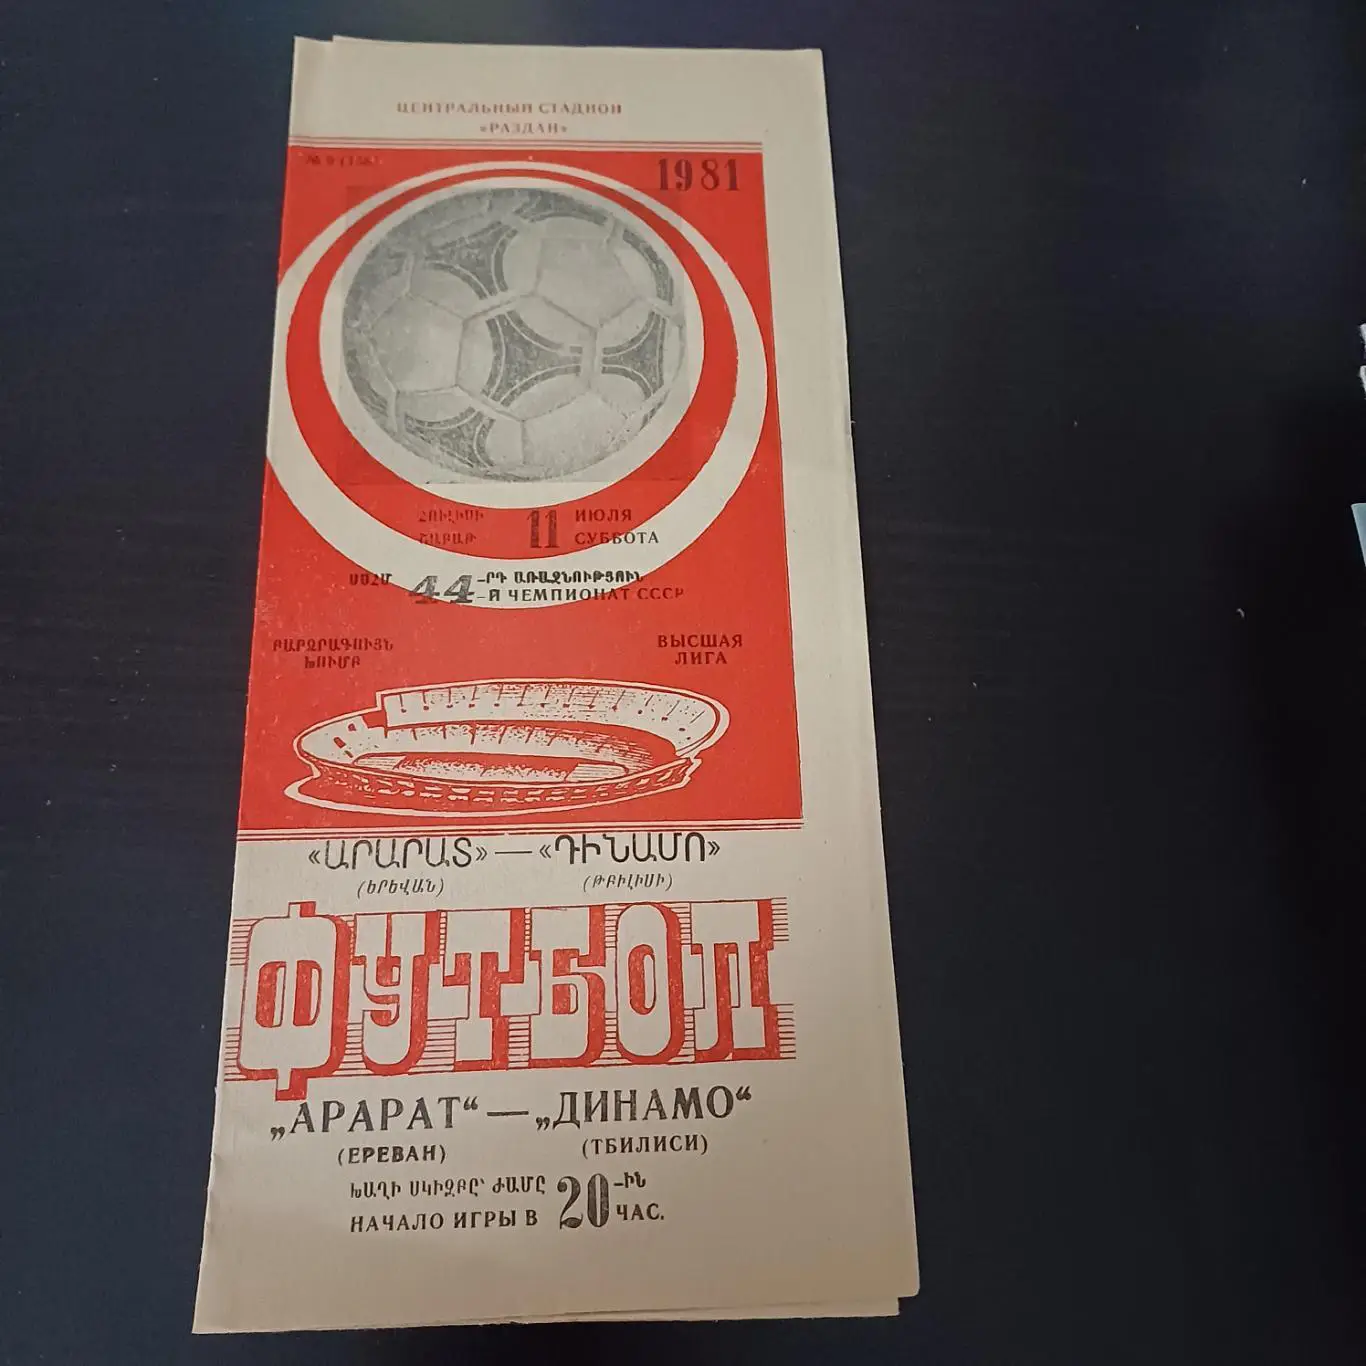 ЦЕНТРАЛЬНЫЙ СТАДИОН
«РАЗДАН»
1981
ՀՈՒԼԻՍԻ 11 ИЮЛЯ
ՇԱԲԱԹ СУББОТА
ՍՍՀՄ 44-ՐԴ ԱՌԱՋՆՈՒԹՅՈՒՆ
-Й ЧЕМПИОНАТ СССР
ԲԱՐՁՐԱԳՈՒՅՆ ԽՈՒՄԲ
ВЫСШАЯ ЛИГА
«ԱՐԱՐԱՏ» — «ԴԻՆԱՄՈ»
(ԵՐԵՎԱՆ) (ԹԲԻԼԻՍԻ)
ФУТБОЛ
„АРАРАТ“ — „ДИНАМО“
(ЕРЕВАН) (ТБИЛИСИ)
ԽԱՂԻ ՍԿԻԶԲԸ՝ ԺԱՄԸ 20-ԻՆ
НАЧАЛО ИГРЫ В ЧАС.